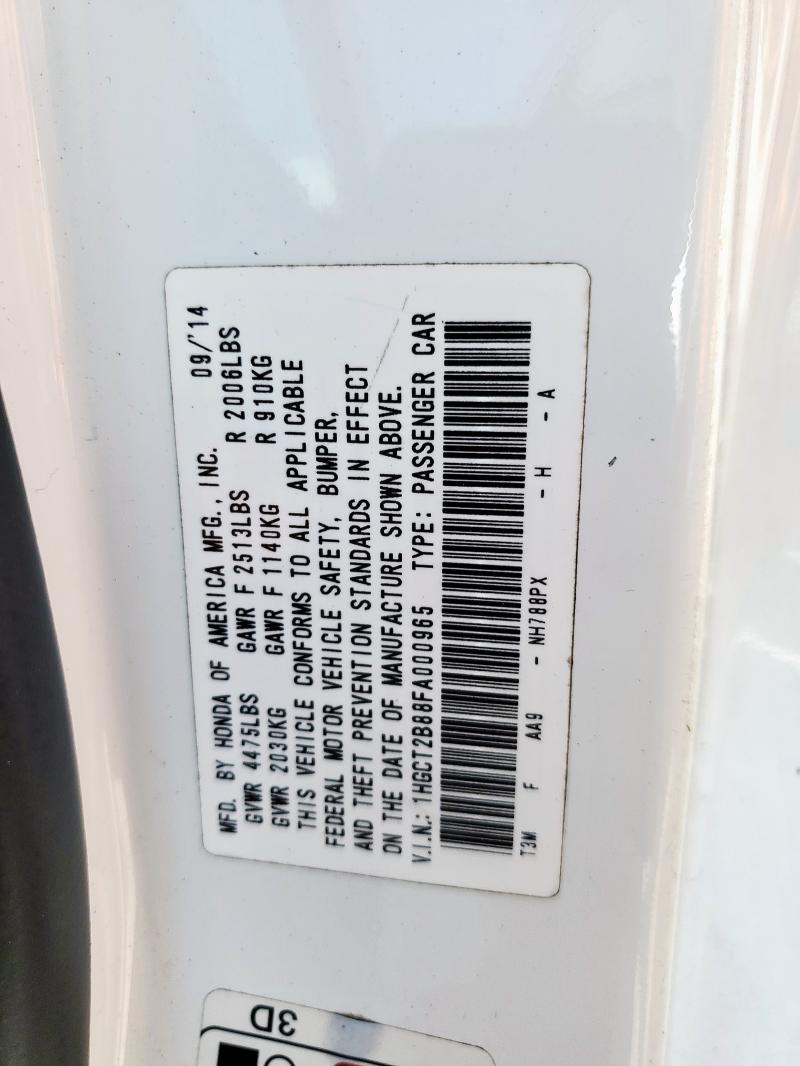 MFD. BY HONDA OF AMERICA MFG., INC. 09/'14
GVWR 4475LBS GAWR F 2513LBS R 2006LBS
GVWR 2030KG GAWR F 1140KG R 910KG
THIS VEHICLE CONFORMS TO ALL APPLICABLE
FEDERAL MOTOR VEHICLE SAFETY, BUMPER,
AND THEFT PREVENTION STANDARDS IN EFFECT
ON THE DATE OF MANUFACTURE SHOWN ABOVE.
V.I.N.: 1HGCT2B88FA000965 TYPE: PASSENGER CAR
T3M F AA9 - NH788PX - H - A
3D